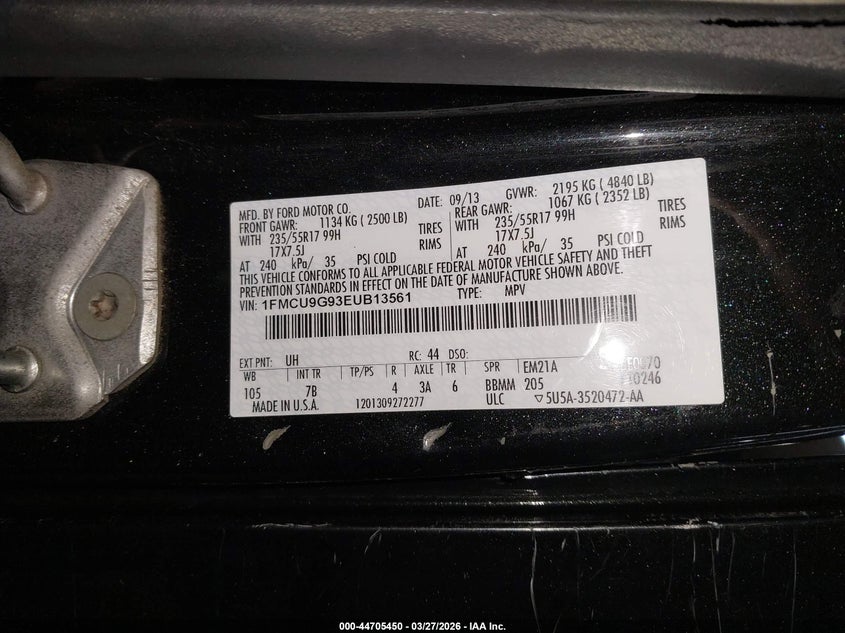 MFD. BY FORD MOTOR CO. DATE: 09/13 GVWR: 2195 KG ( 4840 LB)
FRONT GAWR: 1134 KG ( 2500 LB) REAR GAWR: 1067 KG ( 2352 LB)
WITH 235/55R17 99H TIRES WITH 235/55R17 99H TIRES
17X7.5J RIMS 17X7.5J RIMS
AT 240 kPa/ 35 PSI COLD AT 240 kPa/ 35 PSI COLD
THIS VEHICLE CONFORMS TO ALL APPLICABLE FEDERAL MOTOR VEHICLE SAFETY AND THEFT
PREVENTION STANDARDS IN EFFECT ON THE DATE OF MANUFACTURE SHOWN ABOVE.
VIN: 1FMCU9G93EUB13561 TYPE: MPV
EXT PNT: UH RC: 44 DSO:
WB INT TR TP/PS R AXLE TR SPR EM21A
105 7B 4 3A 6 BBMM 205
MADE IN U.S.A. 1201309272277 ULC ▽5U5A-3520472-AA
000-44705450 - 03/27/2026 - IAA Inc.